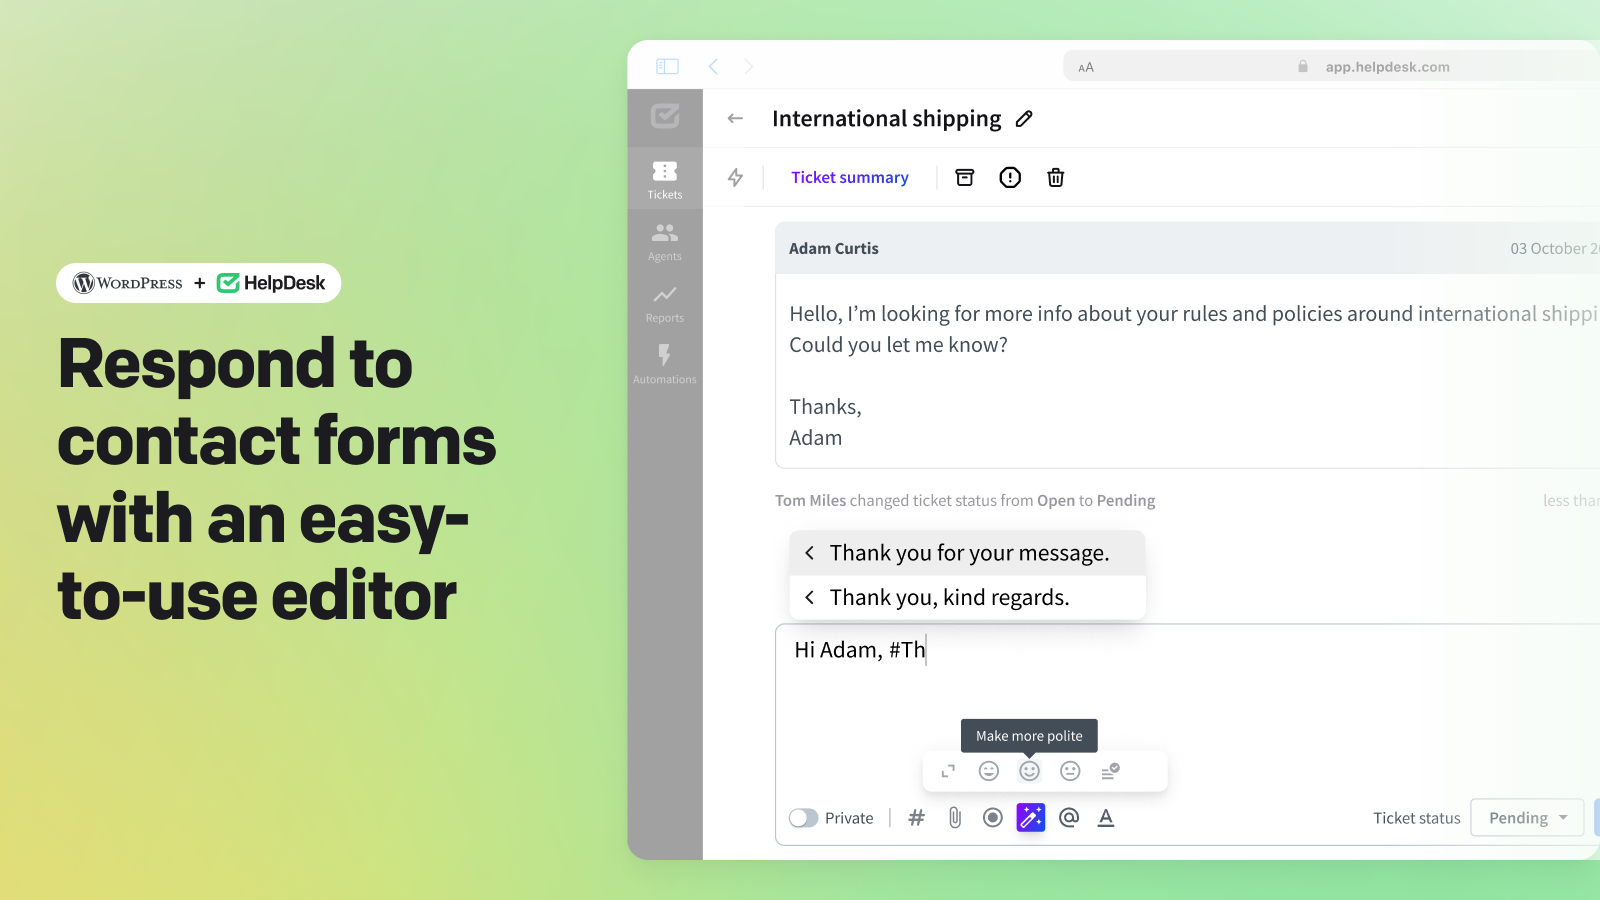 WordPress + HelpDesk
Respond to
contact forms
with an easy-
to-use editor
AA
app.helpdesk.com
International shipping
Ticket summary
Tickets
Agents
Reports
Automations
Adam Curtis
03 October 20
Hello, I’m looking for more info about your rules and policies around international shippi
Could you let me know?
Thanks,
Adam
Tom Miles changed ticket status from Open to Pending
less than
Thank you for your message.
Thank you, kind regards.
Hi Adam, #Th
Make more polite
Private
Ticket status
Pending